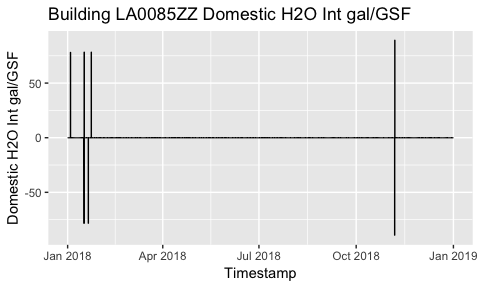 Building LA0085ZZ Domestic H2O Int gal/GSF
Domestic H2O Int gal/GSF
50
0
-50
Jan 2018 Apr 2018 Jul 2018 Oct 2018 Jan 2019
Timestamp